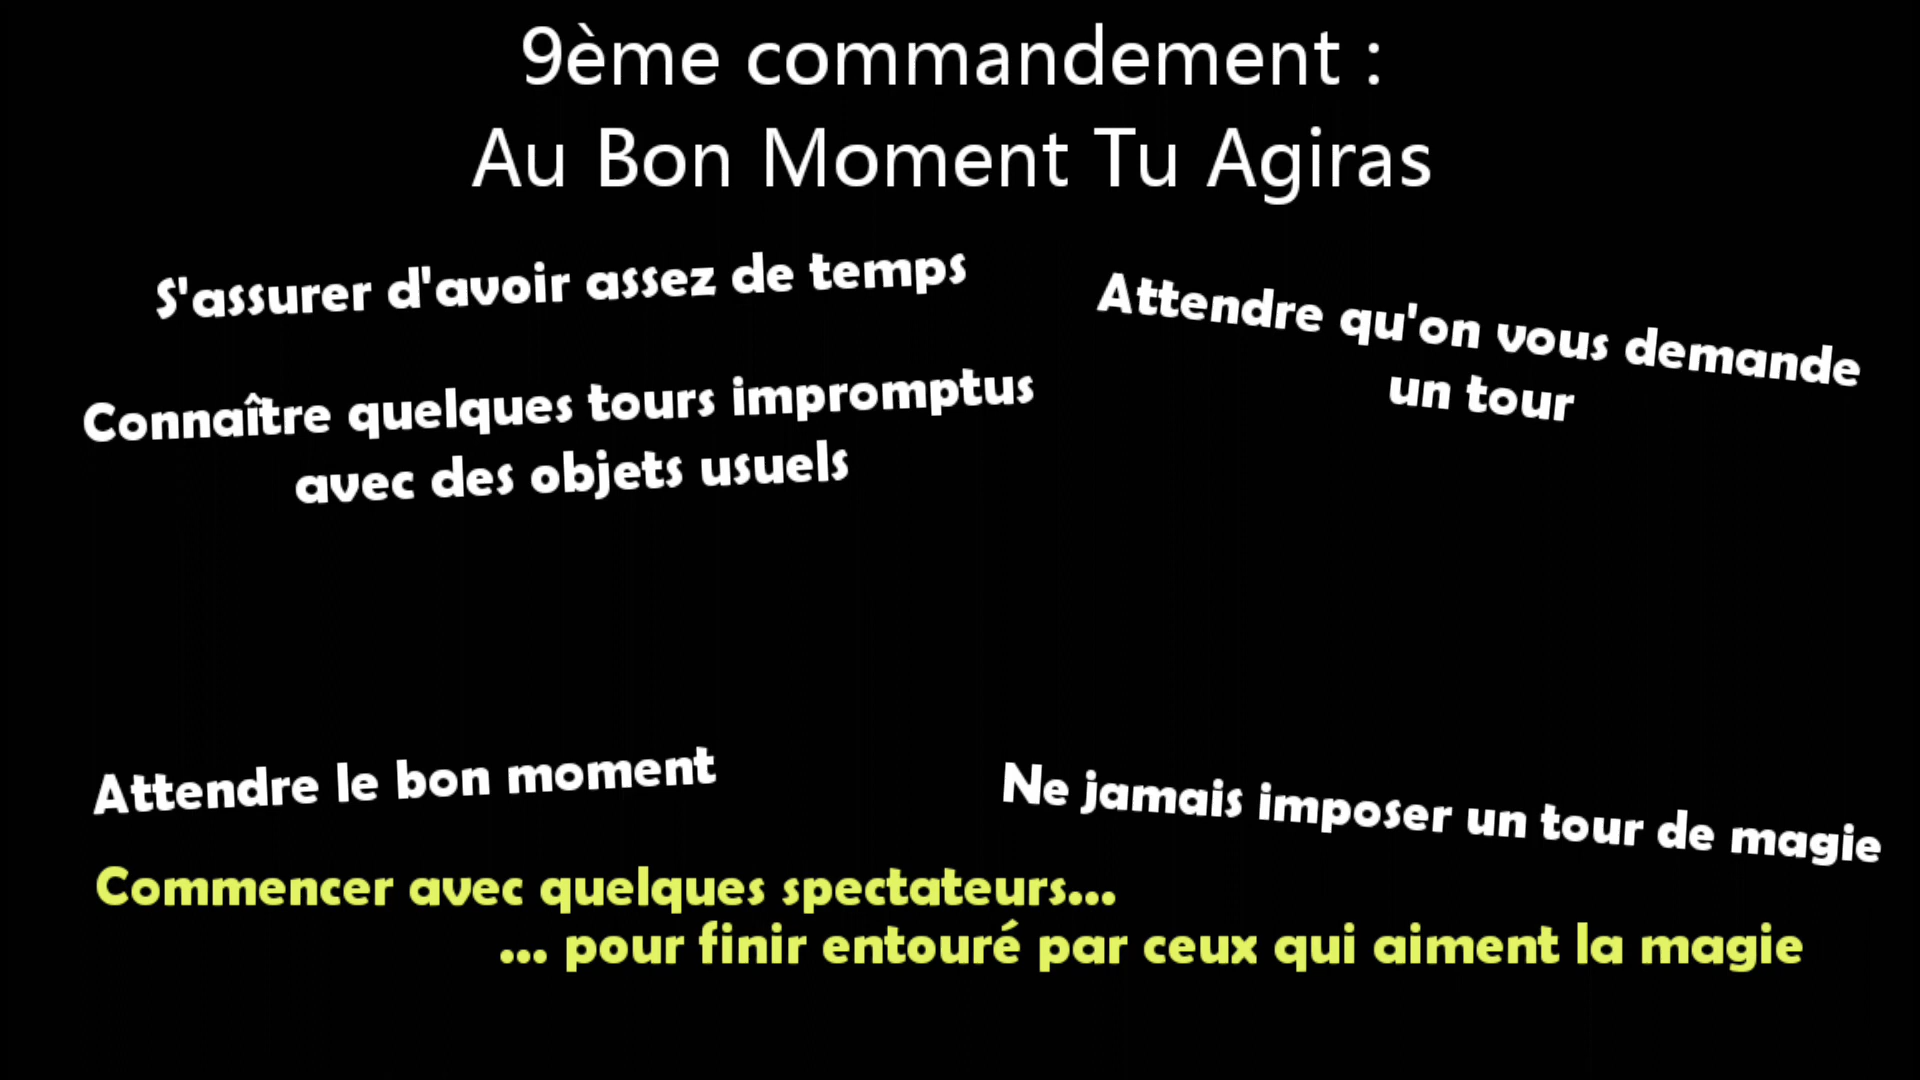 9ème commandement :
Au Bon Moment Tu Agiras
S'assurer d'avoir assez de temps
Attendre qu'on vous demande
un tour
Connaître quelques tours impromptus
avec des objets usuels
Attendre le bon moment
Ne jamais imposer un tour de magie
Commencer avec quelques spectateurs...
... pour finir entouré par ceux qui aiment la magie